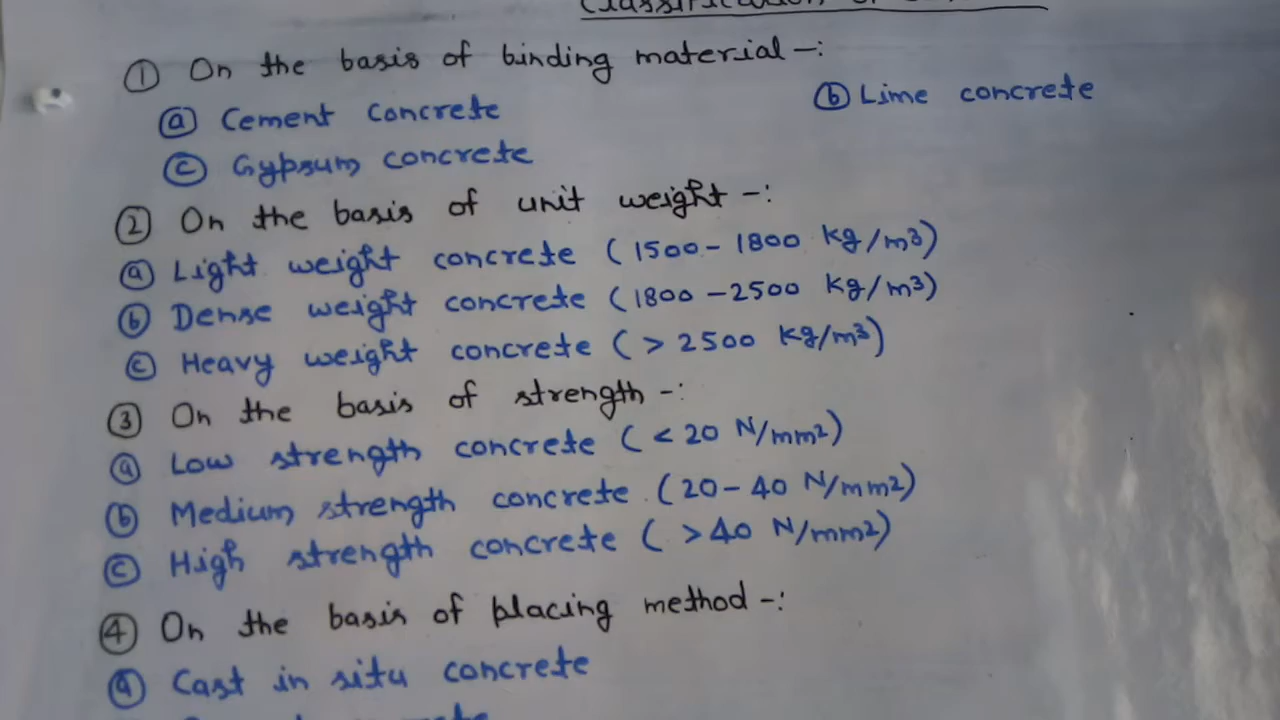 Classification of
① On the basis of binding material -:
ⓐ Cement concrete ⓑ Lime concrete
ⓒ Gypsum concrete
② On the basis of unit weight -:
ⓐ Light weight concrete (1500 - 1800 kg/m³)
ⓑ Dense weight concrete (1800 - 2500 kg/m³)
ⓒ Heavy weight concrete (> 2500 kg/m³)
③ On the basis of strength -:
ⓐ Low strength concrete (< 20 N/mm²)
ⓑ Medium strength concrete (20 - 40 N/mm²)
ⓒ High strength concrete (> 40 N/mm²)
④ On the basis of placing method -:
ⓐ Cast in situ concrete